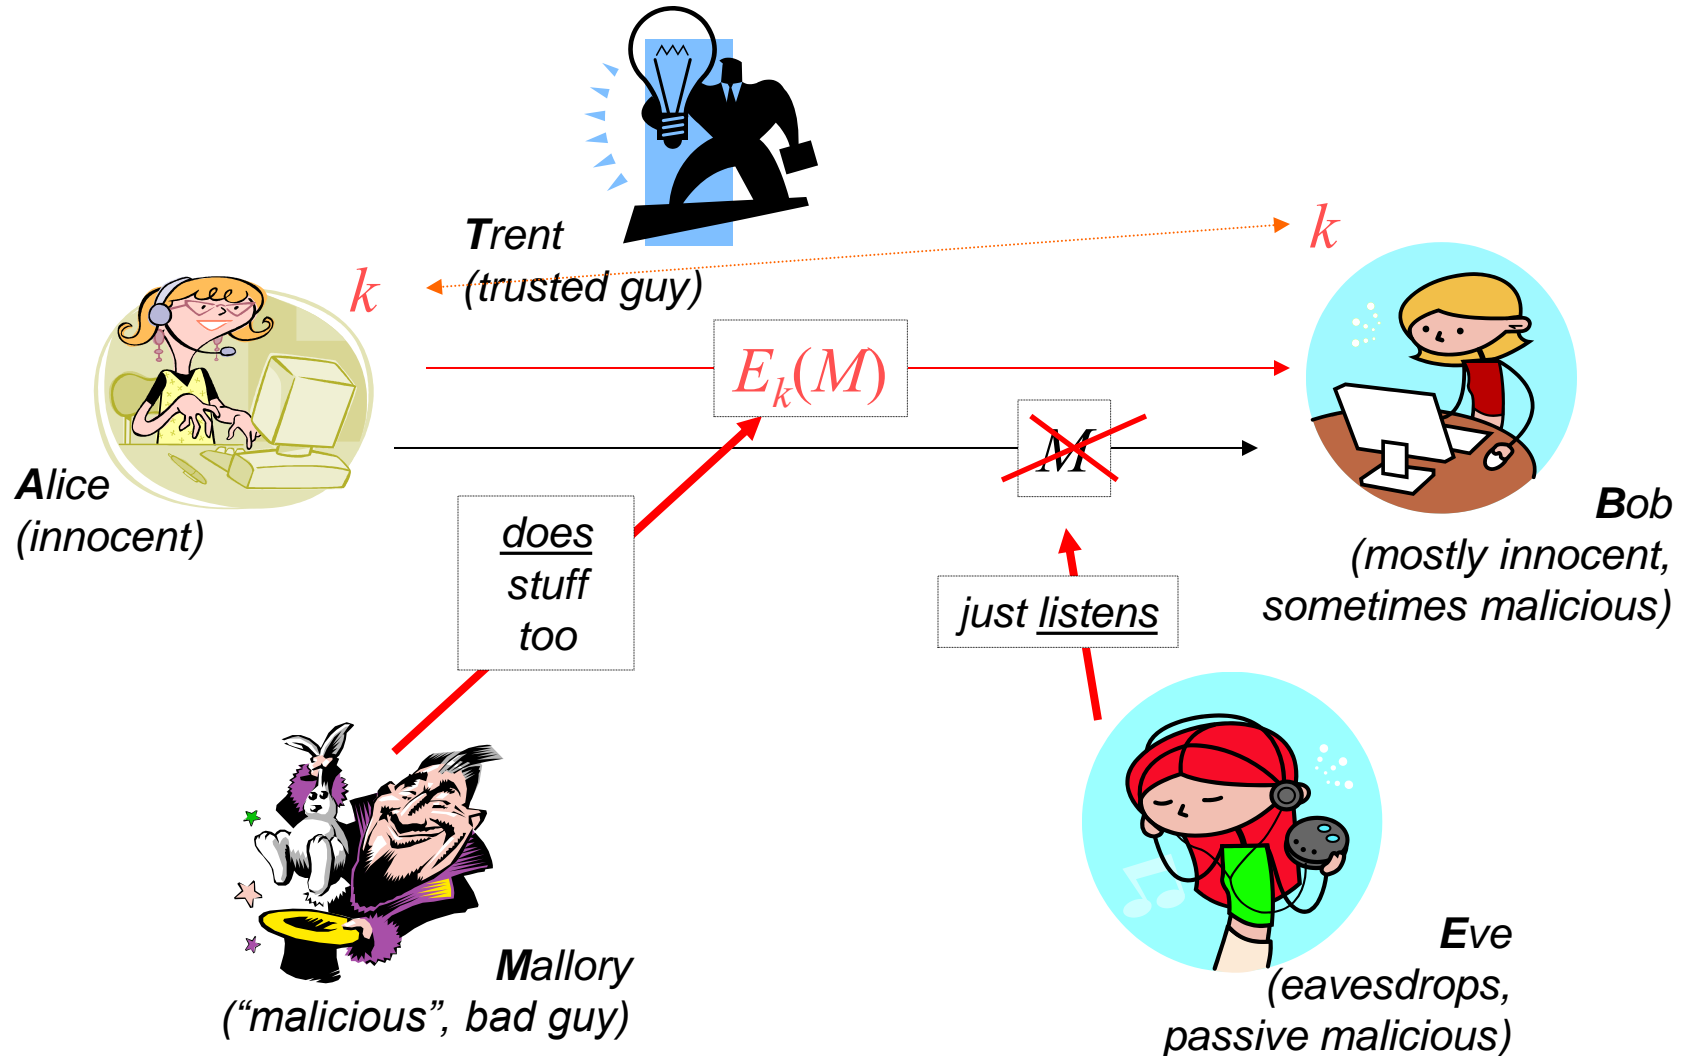 Trent
(trusted guy)
k
k
E_k(M)
M
Alice
(innocent)
Bob
(mostly innocent,
sometimes malicious)
does
stuff
too
just listens
Mallory
(“malicious”, bad guy)
Eve
(eavesdrops,
passive malicious)